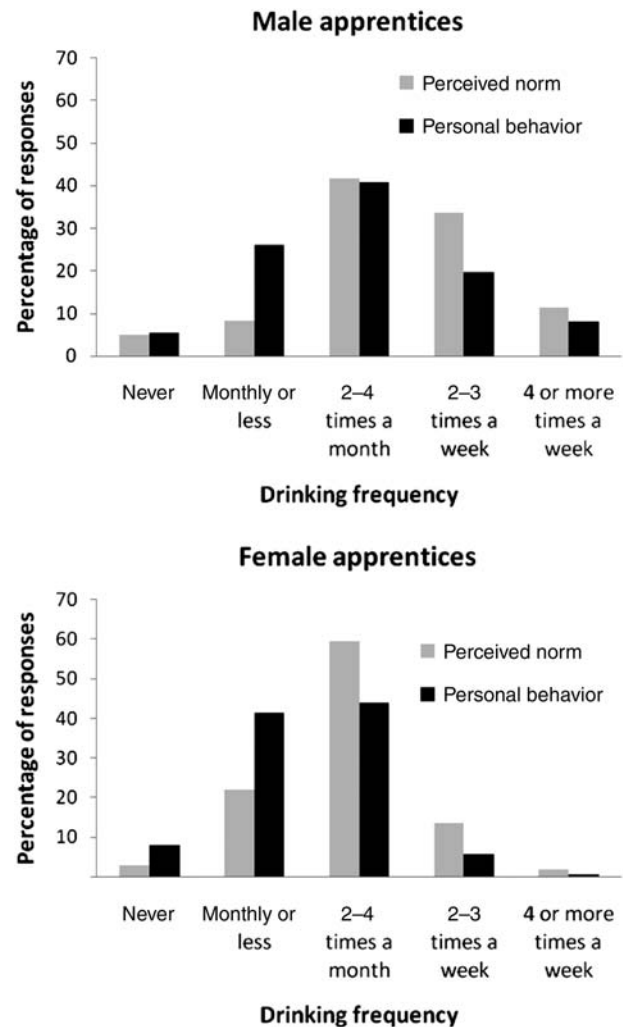 Male apprentices
Percentage of responses
70
60
50
40
30
20
10
0
Perceived norm
Personal behavior
Never
Monthly or
less
2–4
times a
month
2–3
times a
week
4 or more
times a
week
Drinking frequency
Female apprentices
Percentage of responses
70
60
50
40
30
20
10
Perceived norm
Personal behavior
Never
Monthly or
less
2–4
times a
month
2–3
times a
week
4 or more
times a
week
Drinking frequency